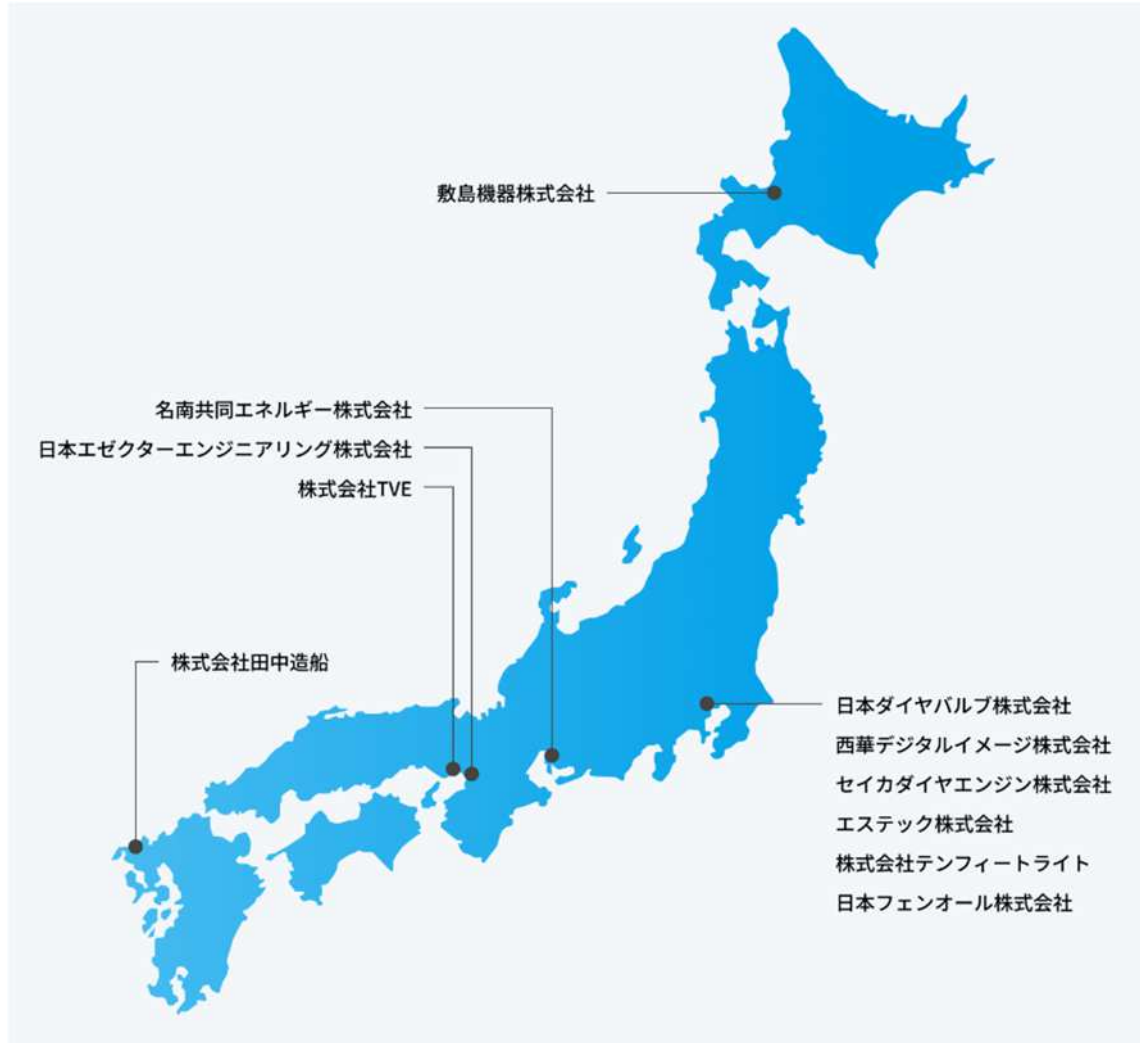 敷島機器株式会社
名南共同エネルギー株式会社
日本エゼクターエンジニアリング株式会社
株式会社TVE
株式会社田中造船
日本ダイヤバルブ株式会社
西華デジタルイメージ株式会社
セイカダイヤエンジン株式会社
エステック株式会社
株式会社テンフィートライト
日本フェンオール株式会社